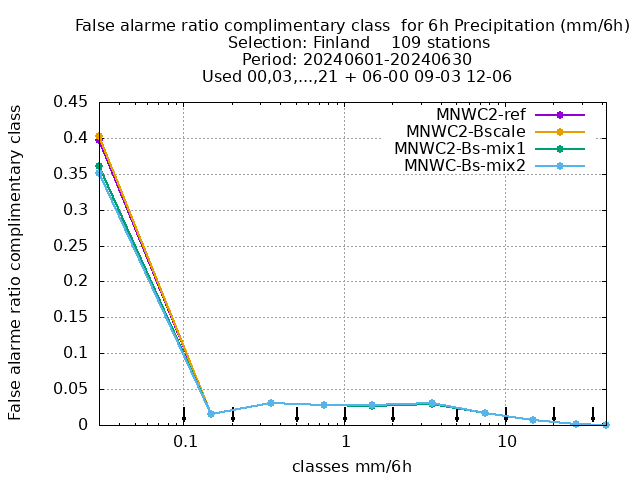 False alarme ratio complimentary class  for 6h Precipitation (mm/6h)
Selection: Finland    109 stations
Period: 20240601-20240630
Used 00,03,...,21 + 06-00 09-03 12-06
MNWC2-ref
MNWC2-Bscale
MNWC2-Bs-mix1
MNWC-Bs-mix2
False alarme ratio complimentary class
0.45
0.4
0.35
0.3
0.25
0.2
0.15
0.1
0.05
0
0.1
1
10
classes mm/6h